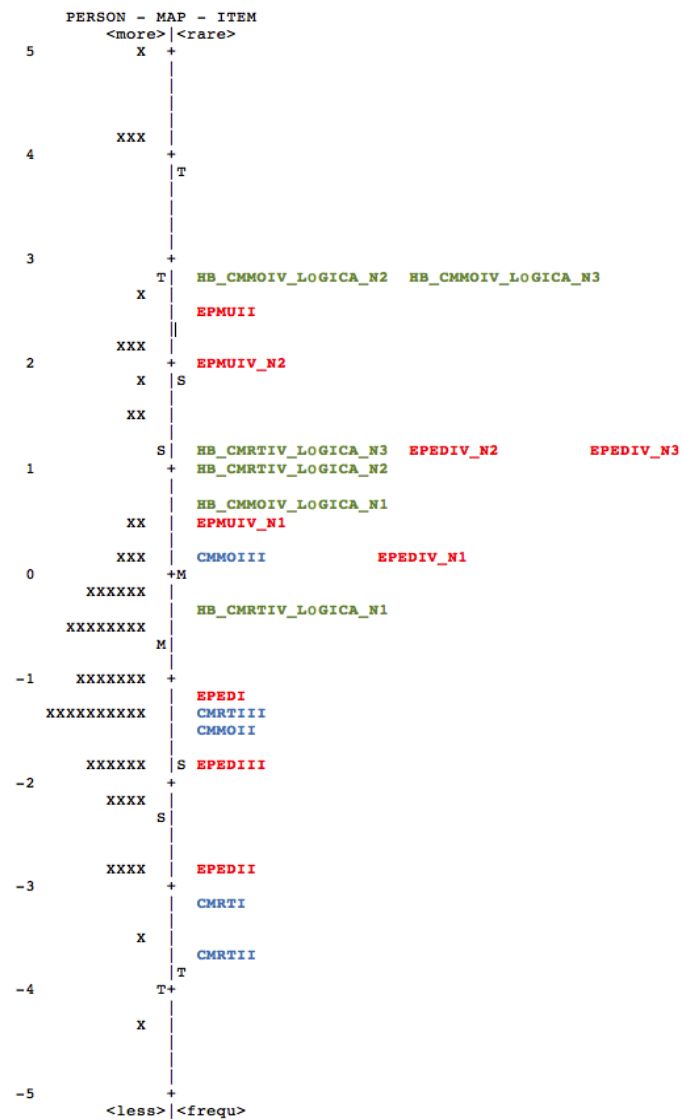 PERSON - MAP - ITEM
<more>|<rare>
5 X +
XXX |
4 +
|T
3 +
T| HB_CMMOIV_LOGICA_N2 HB_CMMOIV_LOGICA_N3
X |
| EPMUII
||
XXX |
2 + EPMUIV_N2
X |S
XX |
S| HB_CMRTIV_LOGICA_N3 EPEDIV_N2 EPEDIV_N3
1 + HB_CMRTIV_LOGICA_N2
| HB_CMMOIV_LOGICA_N1
XX | EPMUIV_N1
XXX | CMMOIII EPEDIV_N1
0 +M
XXXXXX |
| HB_CMRTIV_LOGICA_N1
XXXXXXXX |
M|
-1 XXXXXXX +
| EPEDI
XXXXXXXXXX | CMRTIII
| CMMOII
XXXXXX |S EPEDIII
-2 +
XXXX |
S|
XXXX | EPEDII
-3 +
| CMRTI
X |
| CMRTII
|T
-4 T+
X |
-5 +
<less>|<frequ>